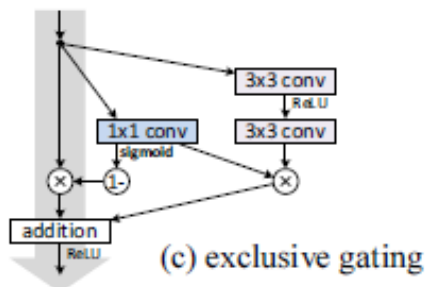 3x3 conv
ReLU
1x1 conv
3x3 conv
sigmoid
× 1- ×
addition
ReLU
(c) exclusive gating